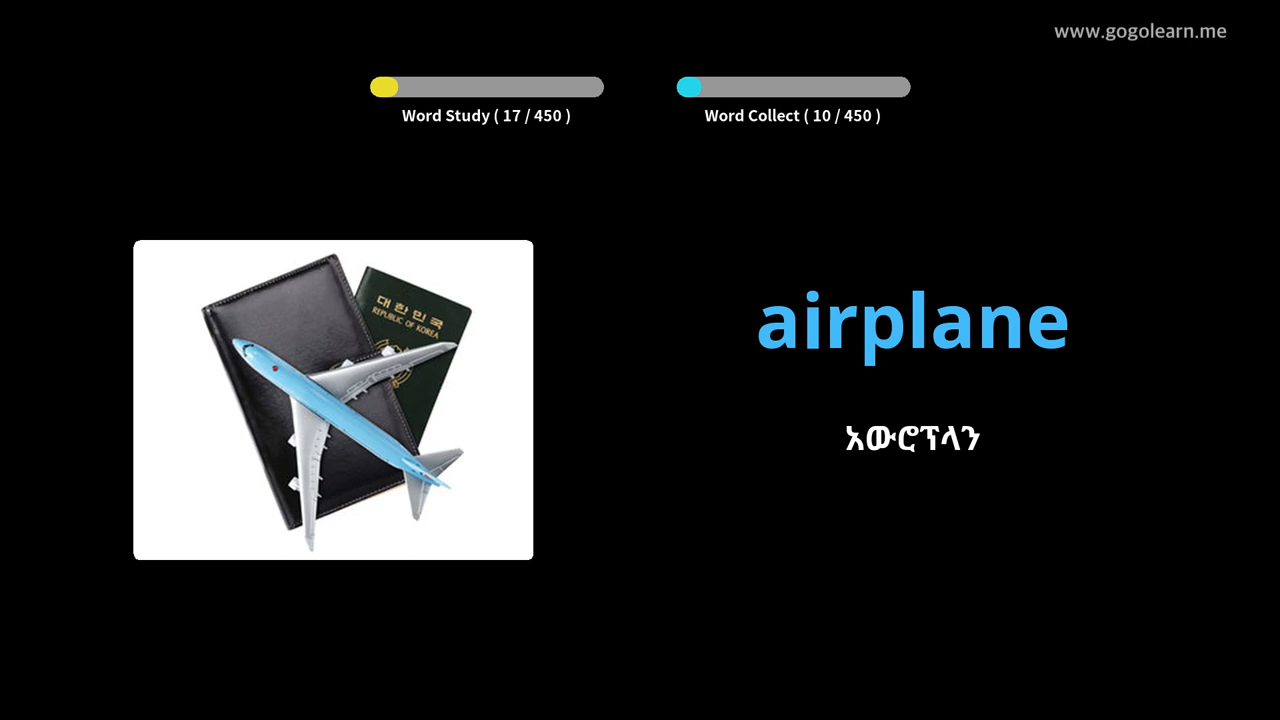 www.gogolearn.me
Word Study ( 17 / 450 )
Word Collect ( 10 / 450 )
대한민국
REPUBLIC OF KOREA
airplane
አውሮፕላን